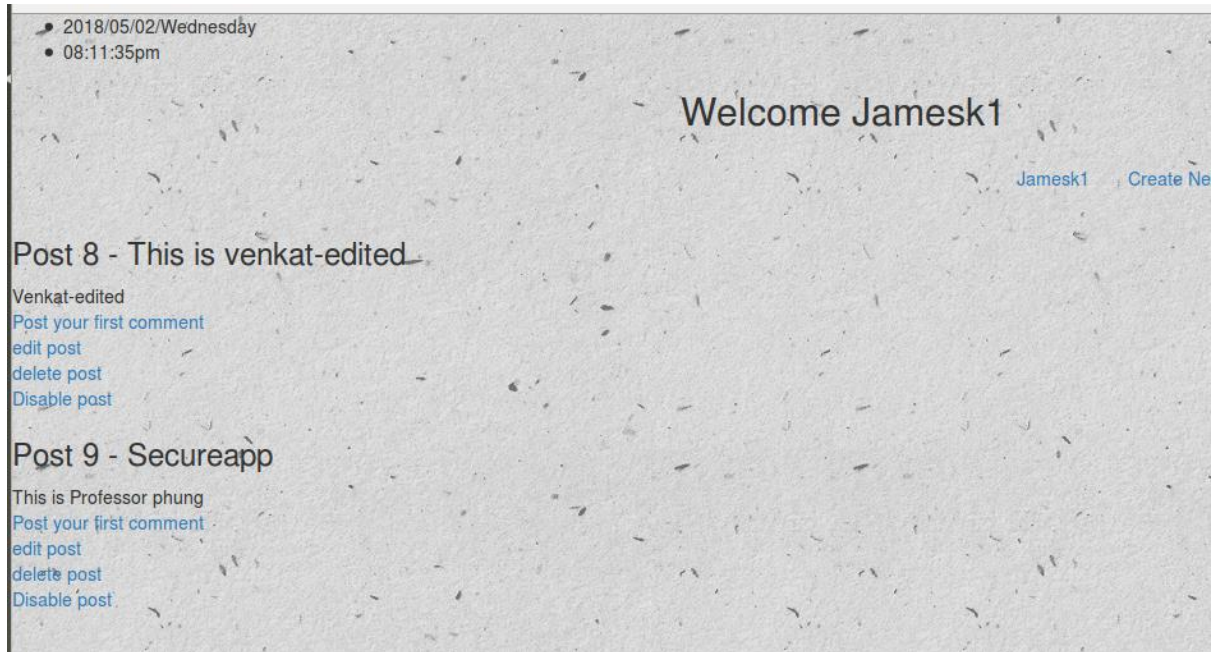 2018/05/02/Wednesday
08:11:35pm
Welcome Jamesk1
Jamesk1 Create Ne
Post 8 - This is venkat-edited
Venkat-edited
Post your first comment
edit post
delete post
Disable post
Post 9 - Secureapp
This is Professor phung
Post your first comment
edit post
delete post
Disable post